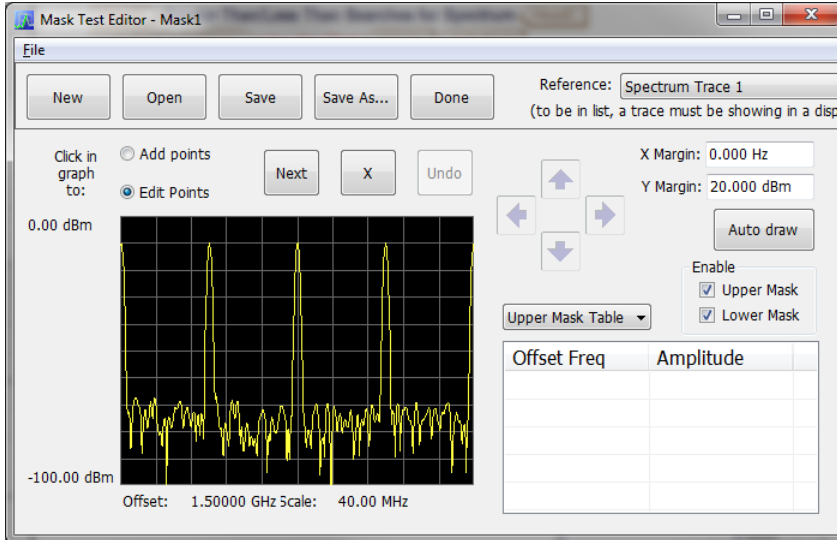 Mask Test Editor - Mask1
File
New
Open
Save
Save As...
Done
Reference:
Spectrum Trace 1
(to be in list, a trace must be showing in a disp
Click in
graph
to:
Add points
Edit Points
Next
X
Undo
X Margin: 0.000 Hz
Y Margin: 20.000 dBm
Auto draw
Enable
Upper Mask
Lower Mask
0.00 dBm
-100.00 dBm
Offset: 1.50000 GHz Scale: 40.00 MHz
Upper Mask Table
Offset Freq Amplitude